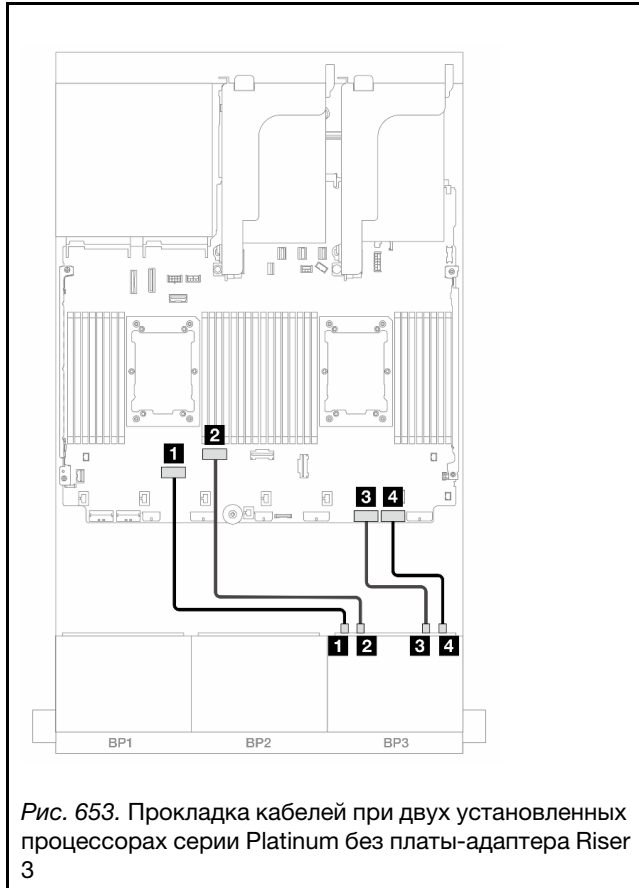 2
1
3 4
1 2 3 4
BP1 BP2 BP3
Рис. 653. Прокладка кабелей при двух установленных
процессорах серии Platinum без платы-адаптера Riser
3